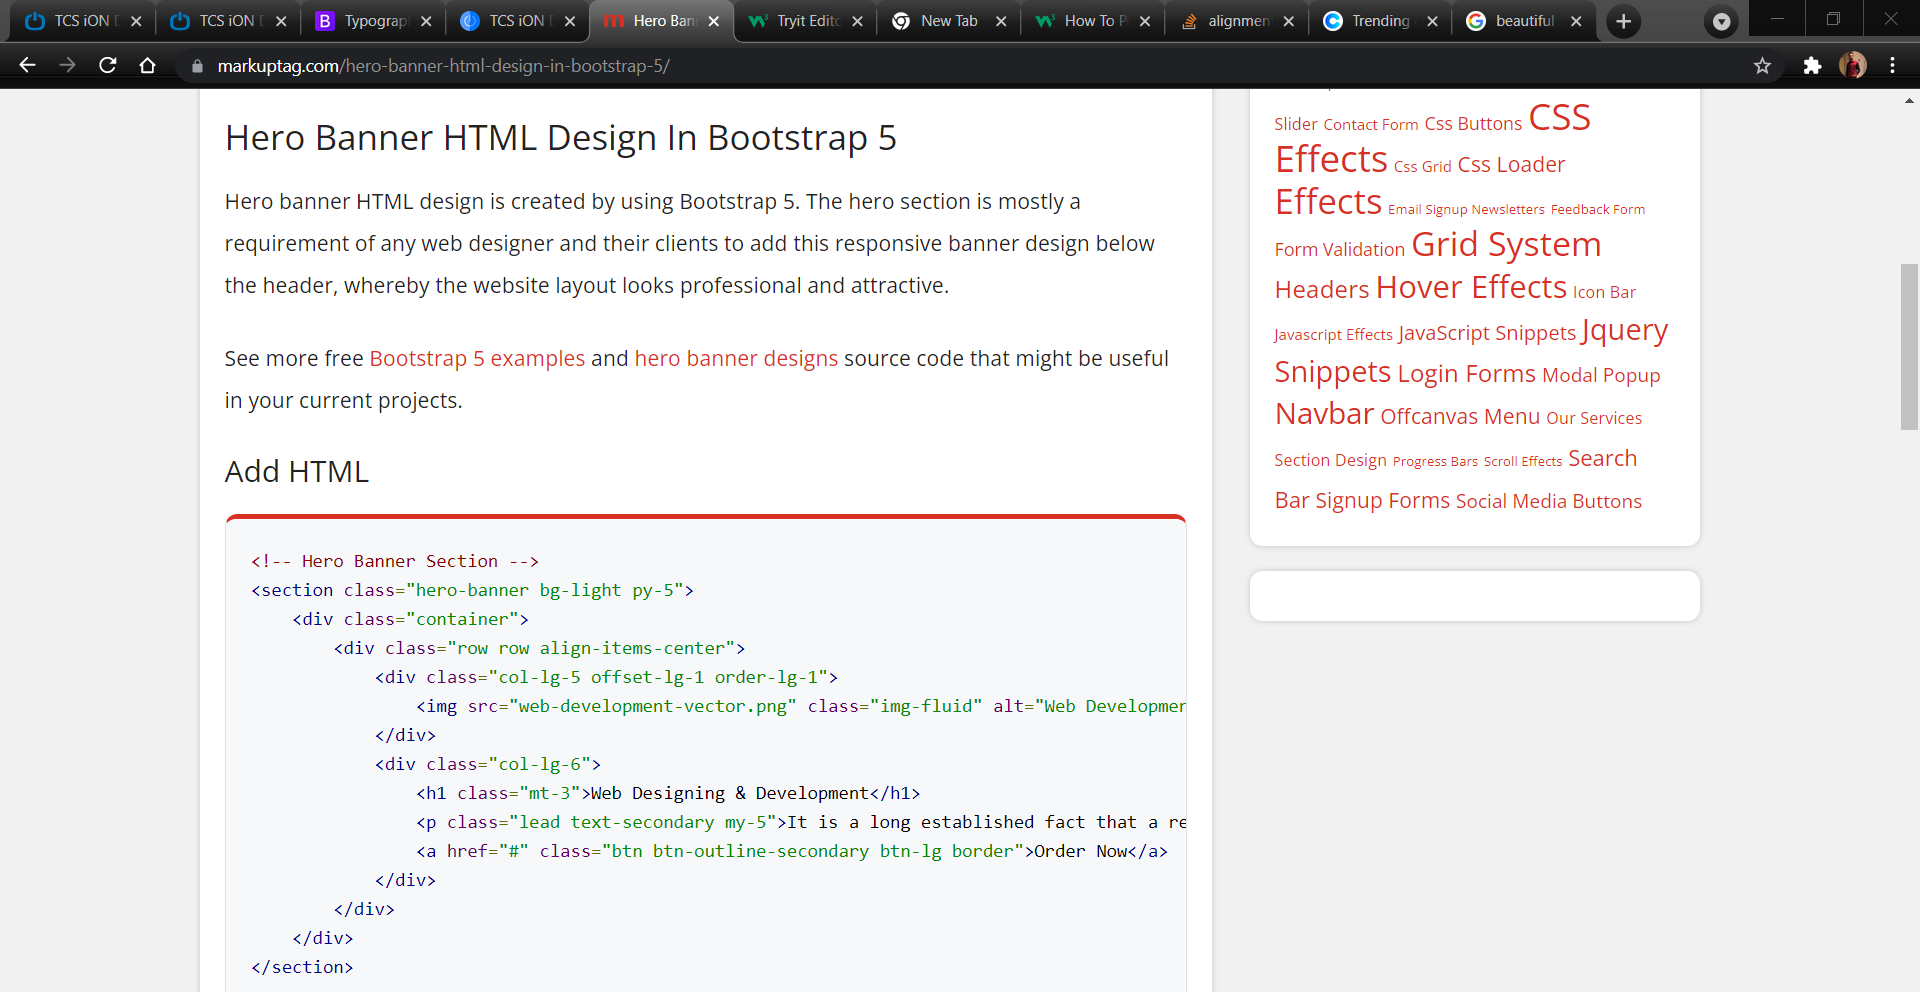 TCS iON
TCS iON
Typograp
TCS iON
Hero Ban
Tryit Edito
New Tab
How To P
alignmen
Trending
beautiful
markuptag.com/hero-banner-html-design-in-bootstrap-5/
Hero Banner HTML Design In Bootstrap 5
Hero banner HTML design is created by using Bootstrap 5. The hero section is mostly a
requirement of any web designer and their clients to add this responsive banner design below
the header, whereby the website layout looks professional and attractive.
See more free Bootstrap 5 examples and hero banner designs source code that might be useful
in your current projects.
Add HTML
<!-- Hero Banner Section -->
<section class="hero-banner bg-light py-5">
<div class="container">
<div class="row row align-items-center">
<div class="col-lg-5 offset-lg-1 order-lg-1">
<img src="web-development-vector.png" class="img-fluid" alt="Web Developmen
</div>
<div class="col-lg-6">
<h1 class="mt-3">Web Designing & Development</h1>
<p class="lead text-secondary my-5">It is a long established fact that a re
<a href="#" class="btn btn-outline-secondary btn-lg border">Order Now</a>
</div>
</div>
</div>
</section>
Slider Contact Form Css Buttons CSS
Effects Css Grid Css Loader
Effects Email Signup Newsletters Feedback Form
Form Validation Grid System
Headers Hover Effects Icon Bar
Javascript Effects JavaScript Snippets Jquery
Snippets Login Forms Modal Popup
Navbar Offcanvas Menu Our Services
Section Design Progress Bars Scroll Effects Search
Bar Signup Forms Social Media Buttons